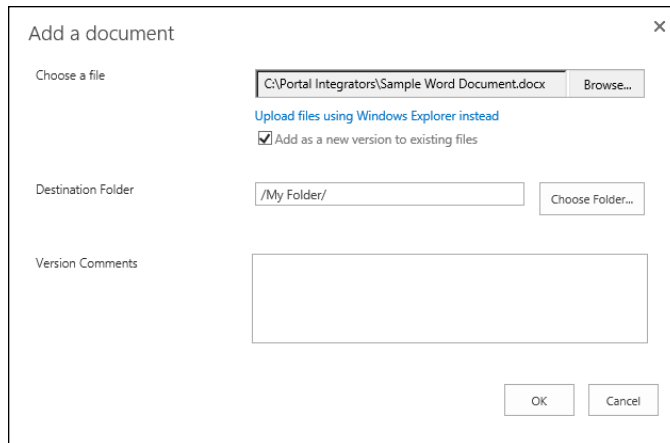 Add a document
Choose a file
C:\Portal Integrators\Sample Word Document.docx
Browse...
Upload files using Windows Explorer instead
Add as a new version to existing files
Destination Folder
/My Folder/
Choose Folder...
Version Comments
OK
Cancel